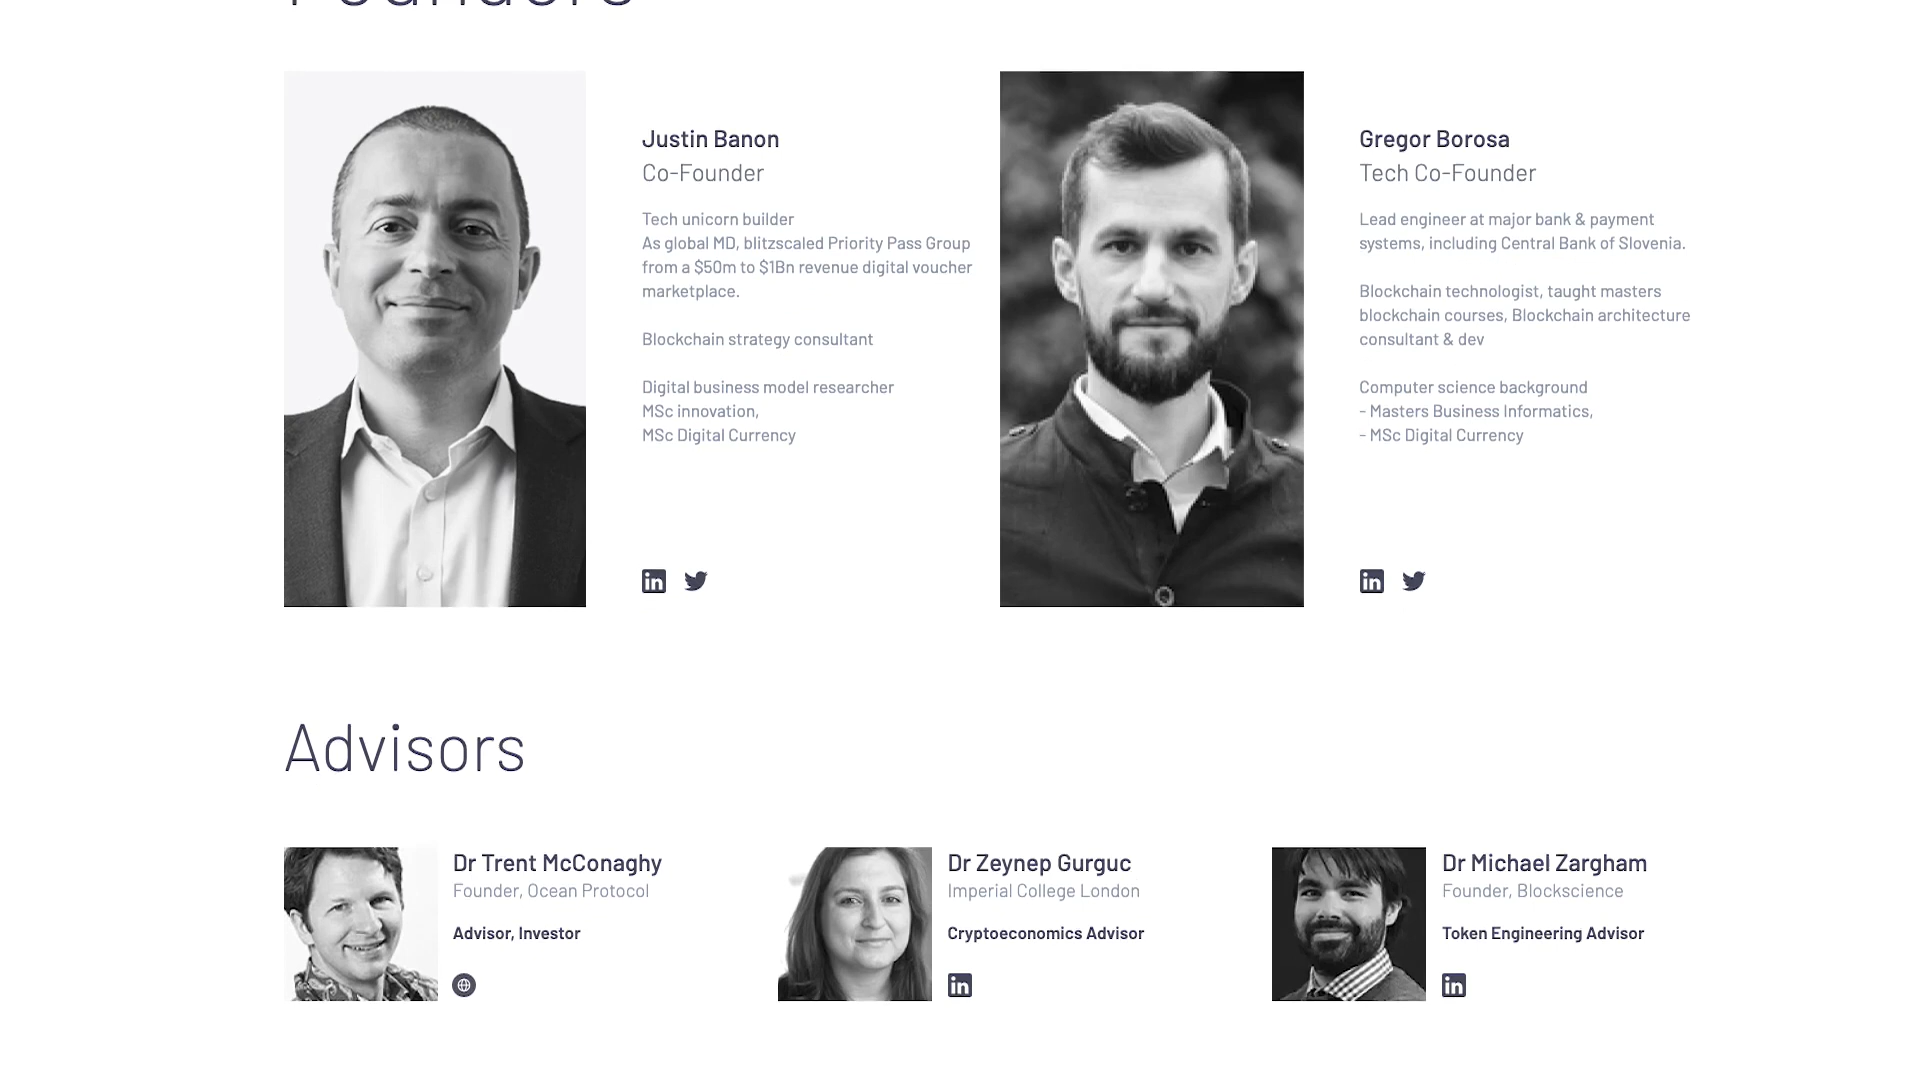 Founders
Justin Banon
Co-Founder
Tech unicorn builder
As global MD, blitzscaled Priority Pass Group
from a $50m to $1Bn revenue digital voucher
marketplace.
Blockchain strategy consultant
Digital business model researcher
MSc innovation,
MSc Digital Currency
Gregor Borosa
Tech Co-Founder
Lead engineer at major bank & payment
systems, including Central Bank of Slovenia.
Blockchain technologist, taught masters
blockchain courses, Blockchain architecture
consultant & dev
Computer science background
- Masters Business Informatics,
- MSc Digital Currency
Advisors
Dr Trent McConaghy
Founder, Ocean Protocol
Advisor, Investor
Dr Zeynep Gurguc
Imperial College London
Cryptoeconomics Advisor
Dr Michael Zargham
Founder, Blockscience
Token Engineering Advisor